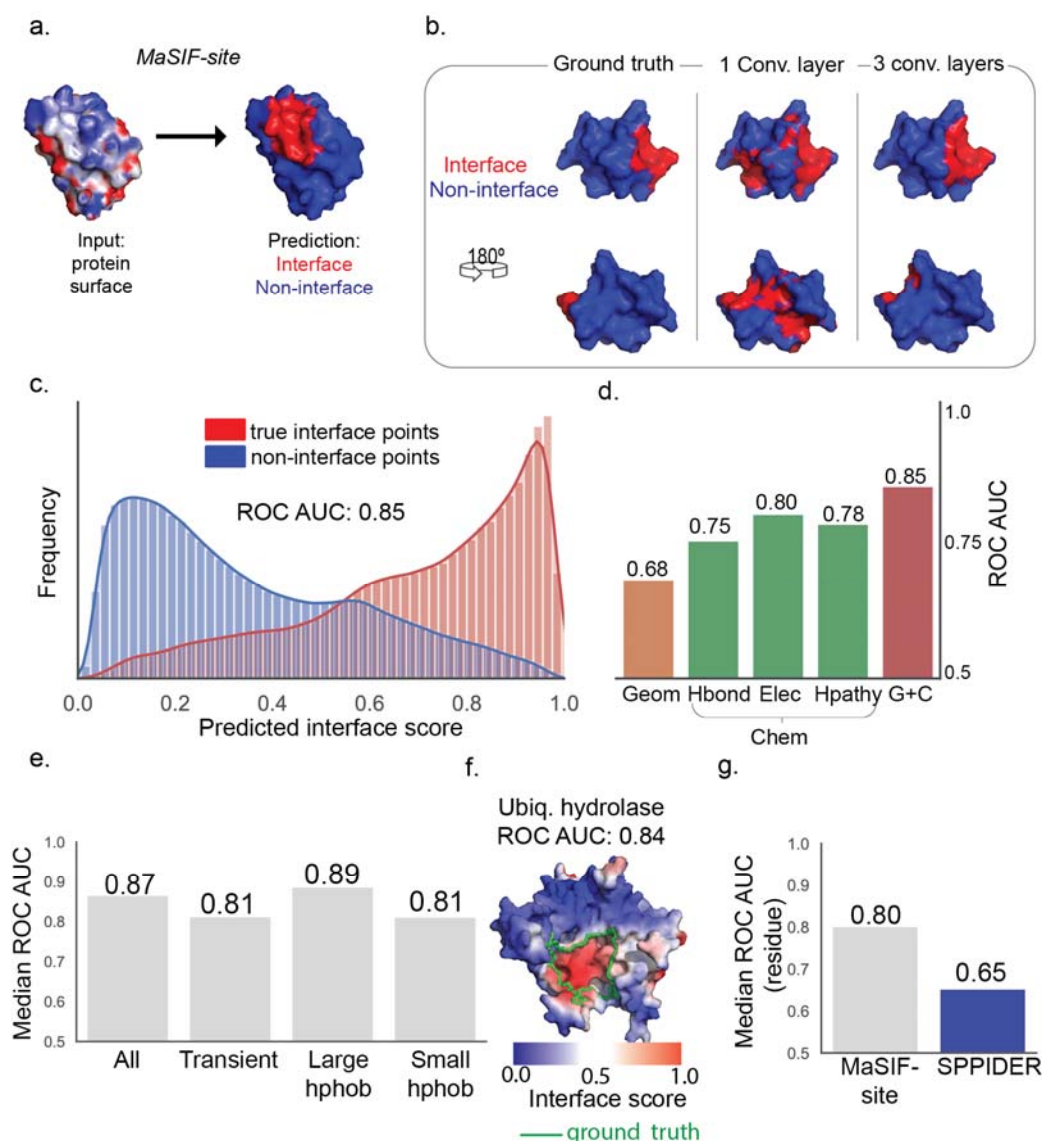 a.
MaSIF-site
Input:
protein
surface
Prediction:
Interface
Non-interface
b.
Ground truth
1 Conv. layer
3 conv. layers
Interface
Non-interface
180º
c.
true interface points
non-interface points
ROC AUC: 0.85
Frequency
0.0 0.2 0.4 0.6 0.8 1.0
Predicted interface score
d.
1.0
0.75
0.5
ROC AUC
0.68
0.75
0.80
0.78
0.85
Geom Hbond Elec Hpathy G+C
Chem
e.
Median ROC AUC
1.0
0.9
0.8
0.7
0.6
0.5
0.87
0.81
0.89
0.81
All
Transient
Large
hphob
Small
hphob
f.
Ubiq. hydrolase
ROC AUC: 0.84
0.0 0.5 1.0
Interface score
ground truth
g.
Median ROC AUC
(residue)
1.0
0.9
0.8
0.7
0.6
0.5
0.80
0.65
MaSIF-
site
SPPIDER